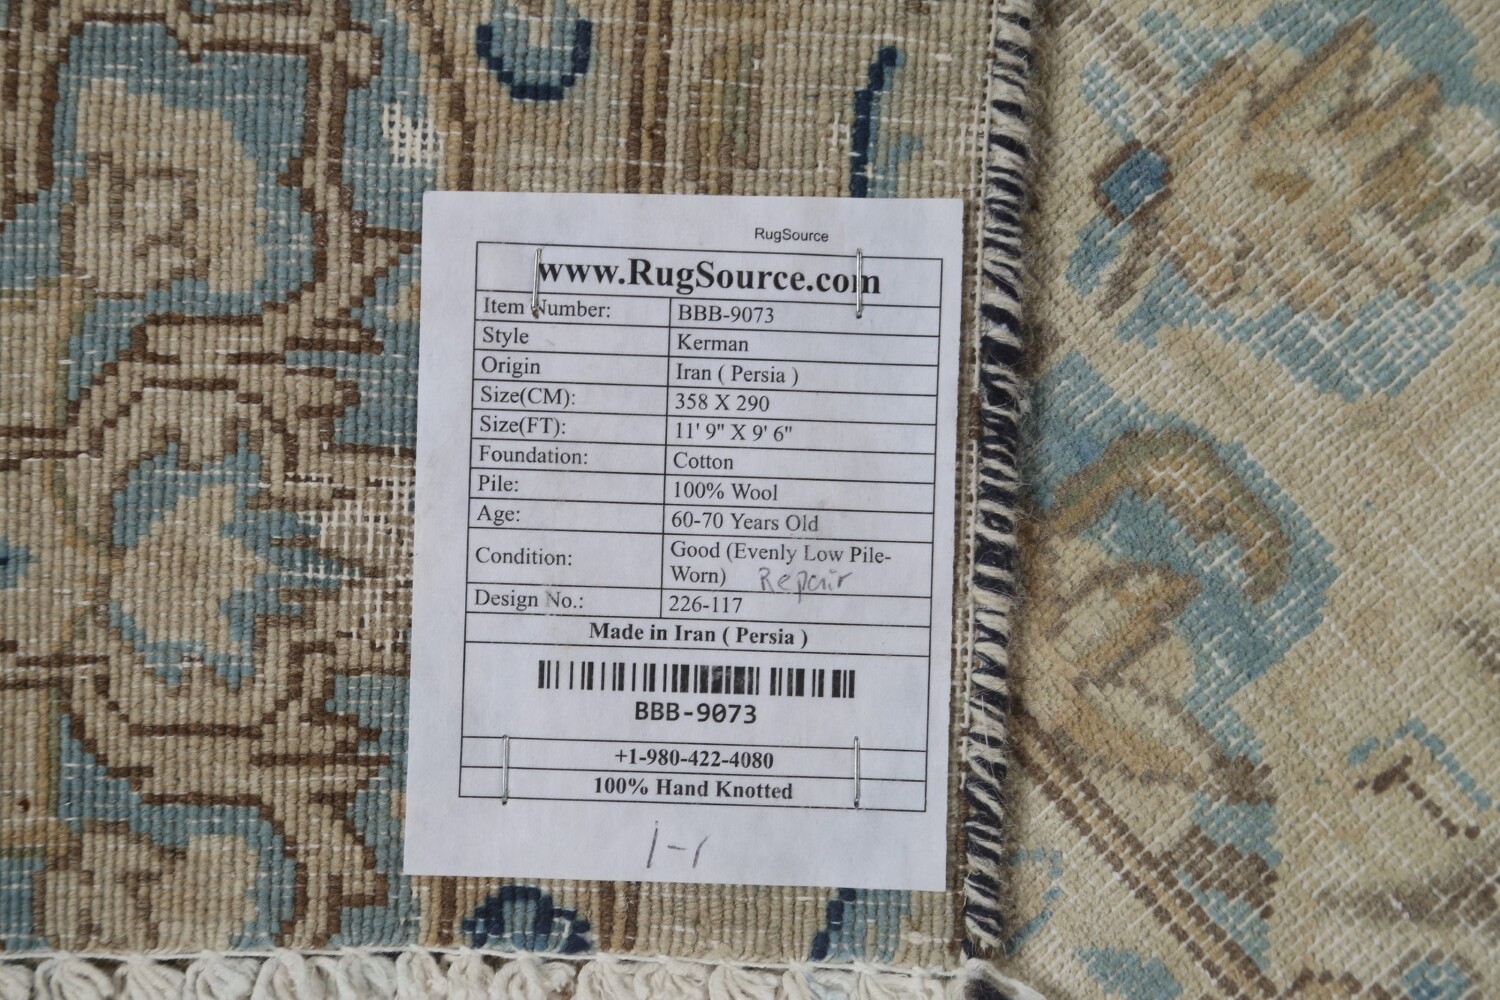 RugSource
www.RugSource.com
Item Number: BBB-9073
Style Kerman
Origin Iran ( Persia )
Size(CM): 358 X 290
Size(FT): 11' 9" X 9' 6"
Foundation: Cotton
Pile: 100% Wool
Age: 60-70 Years Old
Condition: Good (Evenly Low Pile-
Worn) Repair
Design No.: 226-117
Made in Iran ( Persia )
BBB-9073
+1-980-422-4080
100% Hand Knotted